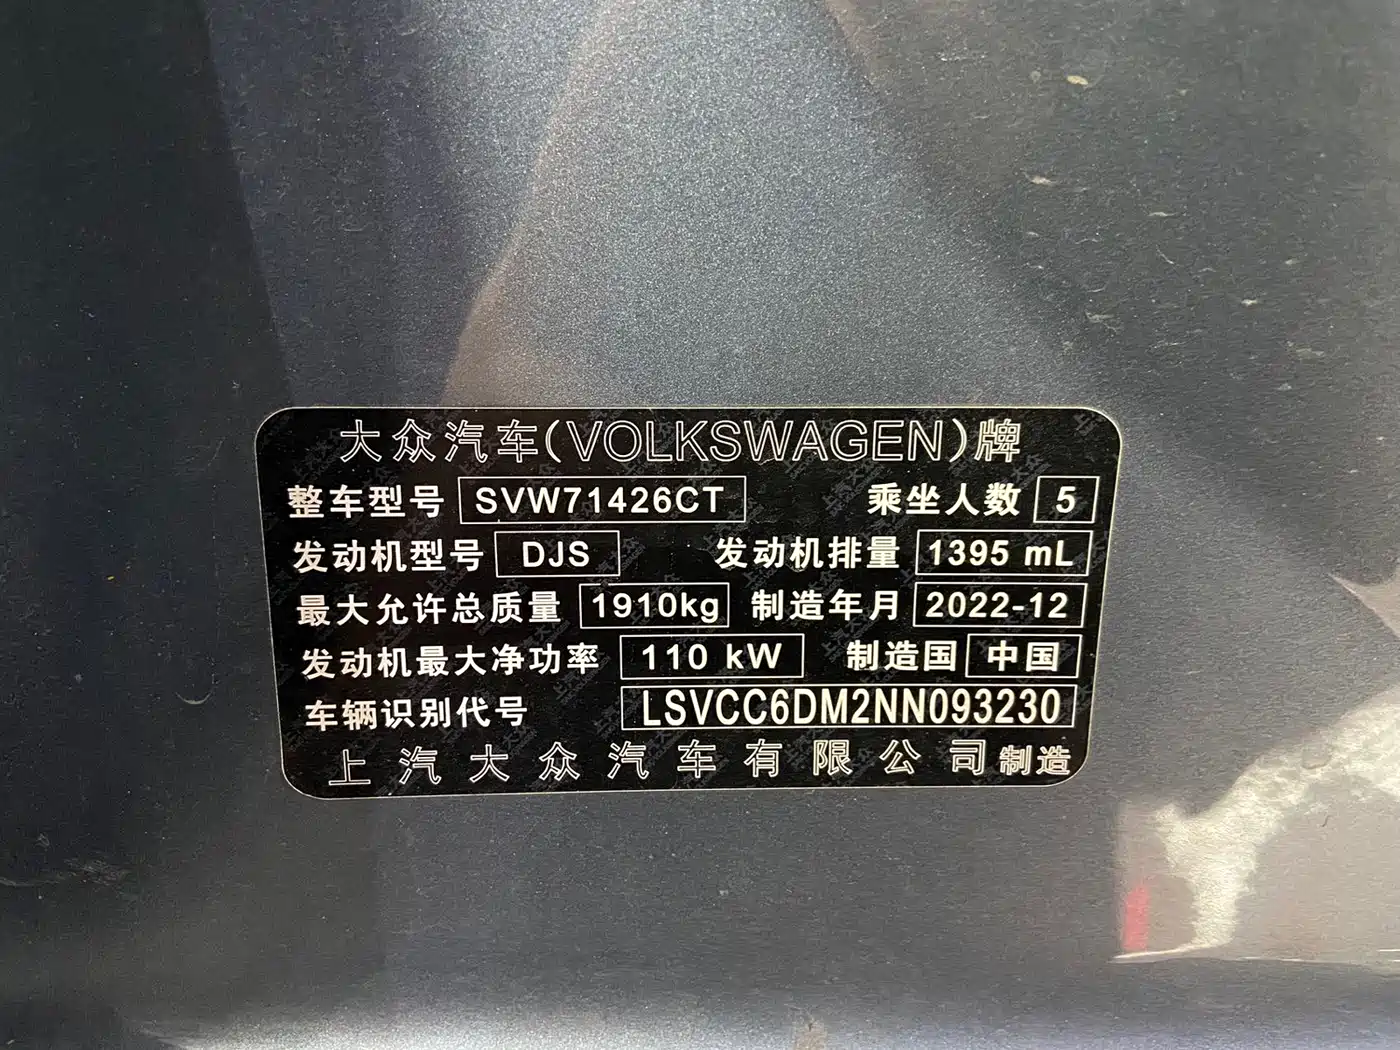 大众汽车(VOLKSWAGEN)牌
整车型号 SVW71426CT 乘坐人数 5
发动机型号 DJS 发动机排量 1395 mL
最大允许总质量 1910kg 制造年月 2022-12
发动机最大净功率 110 kW 制造国 中国
车辆识别代号 LSVCC6DM2NN093230
上汽大众汽车有限公司制造